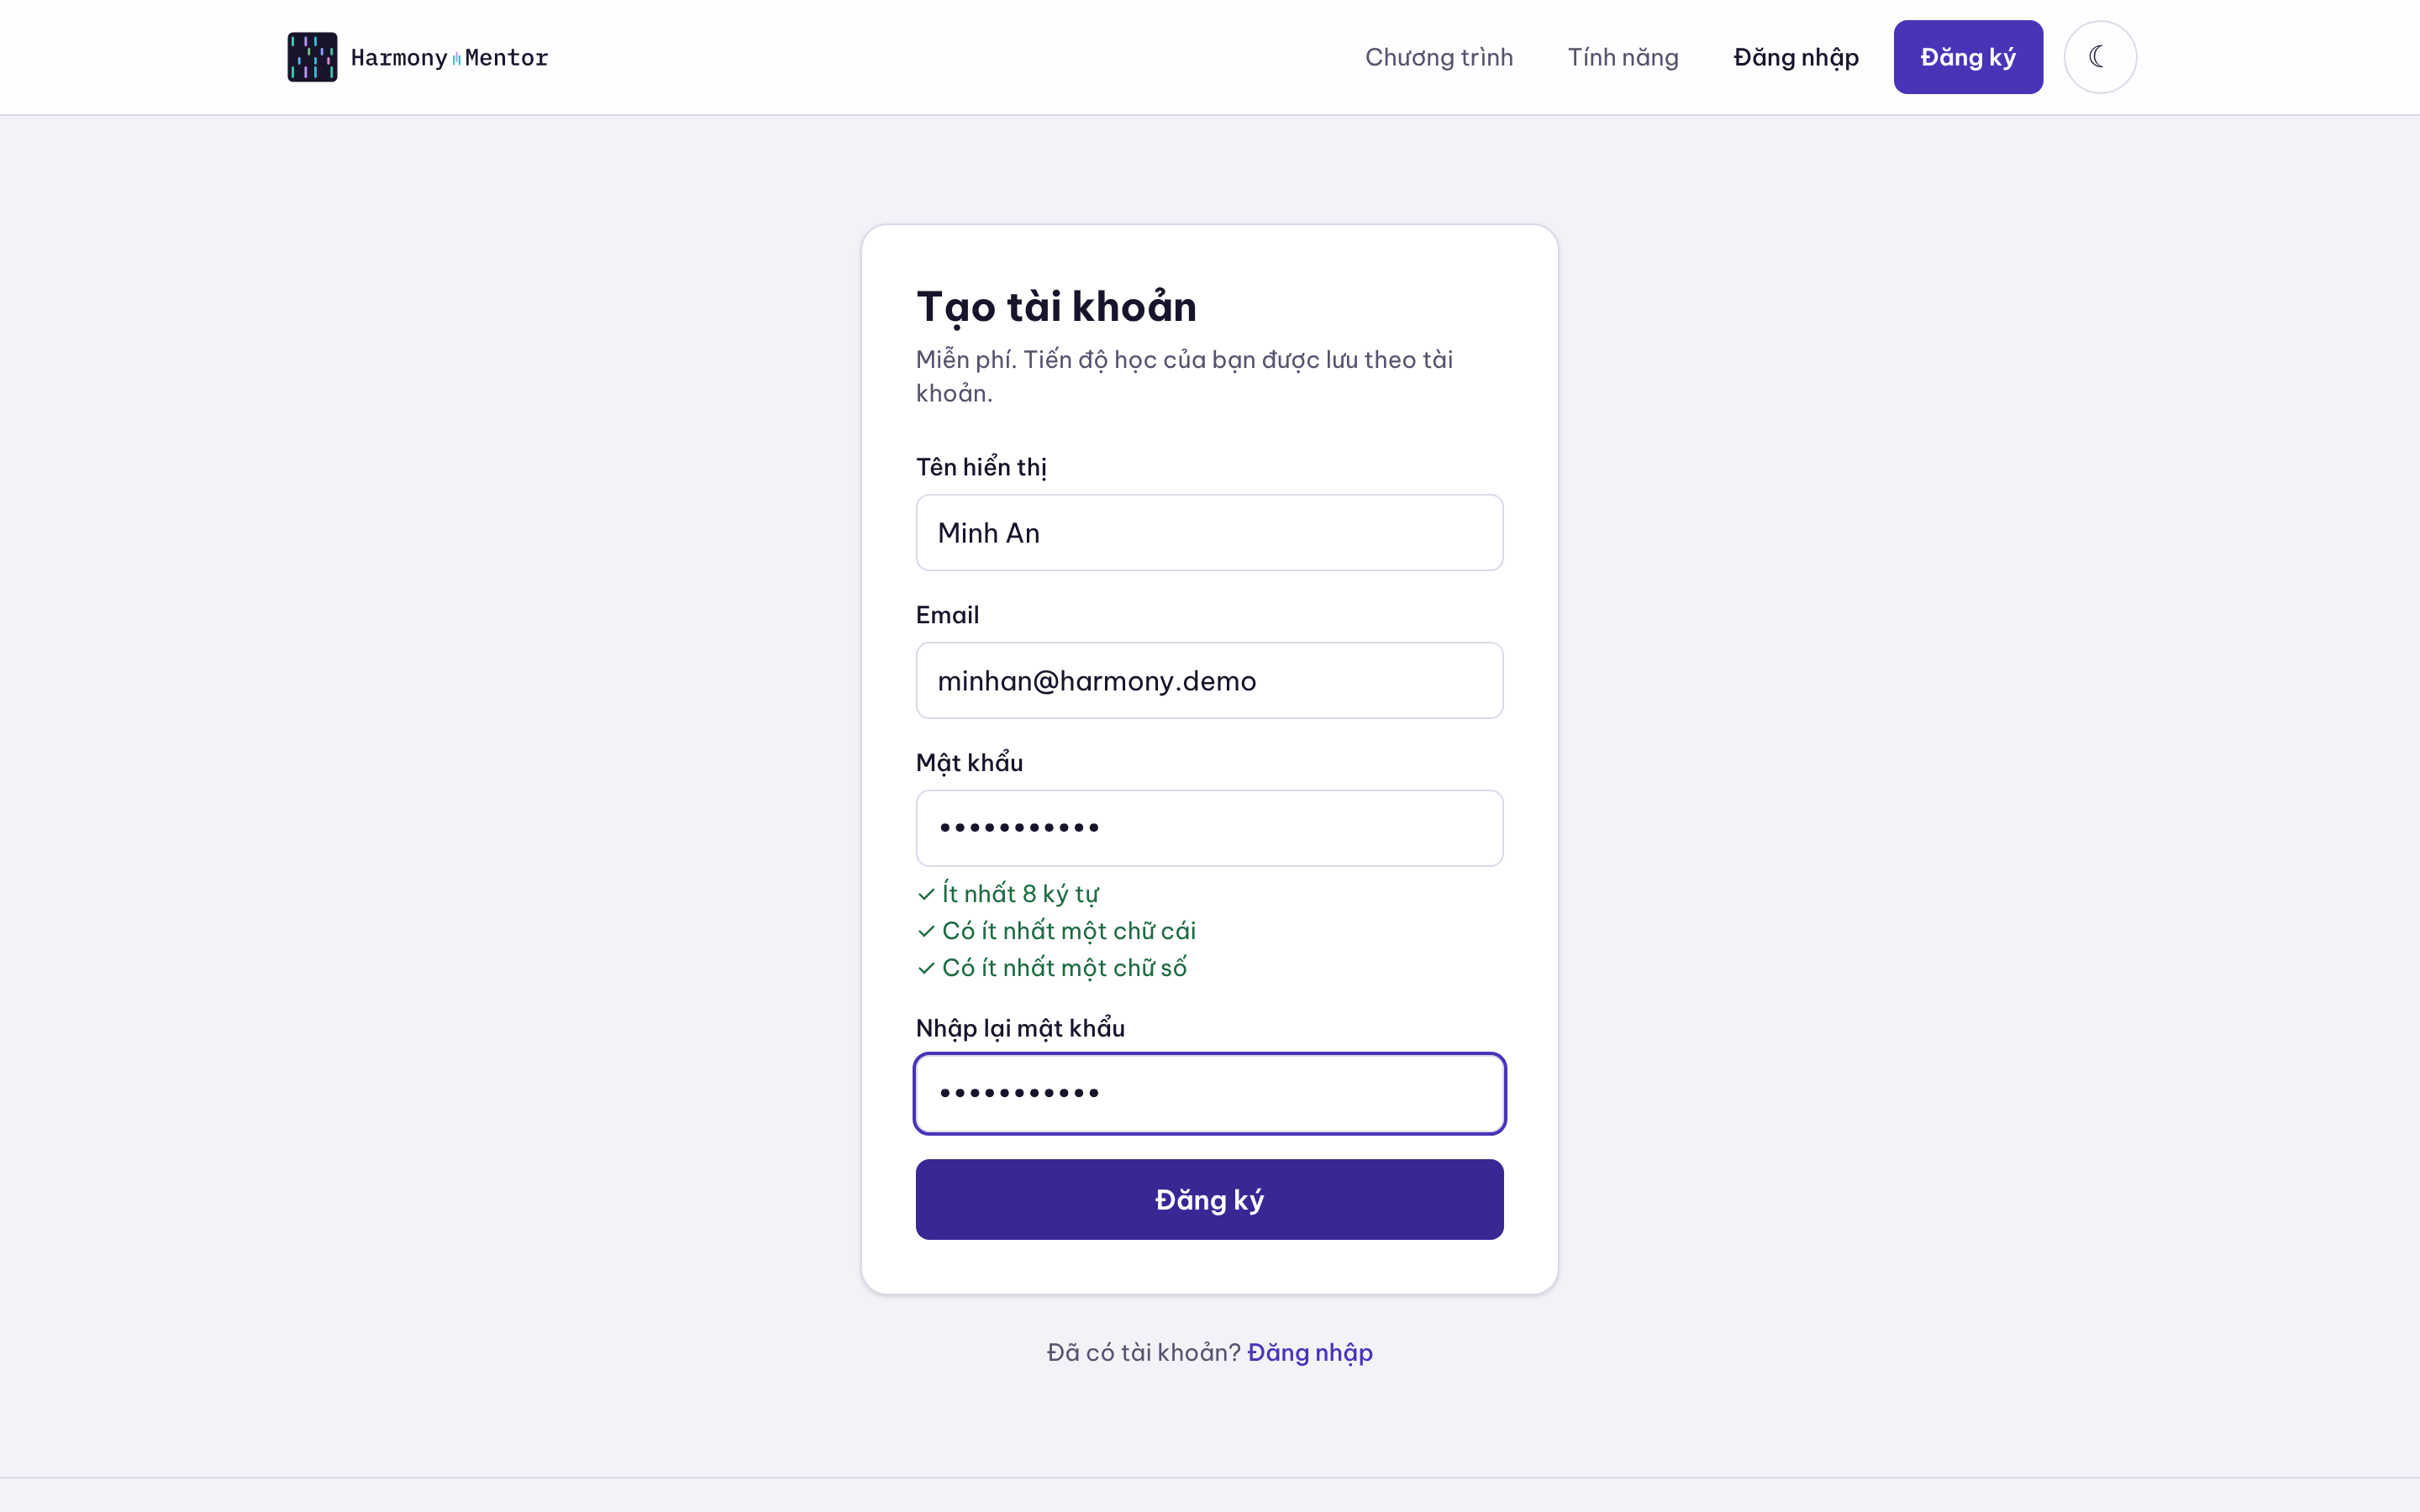 Harmony Mentor
Chương trình
Tính năng
Đăng nhập
Đăng ký
Tạo tài khoản
Miễn phí. Tiến độ học của bạn được lưu theo tài
khoản.
Tên hiển thị
Minh An
Email
minhan@harmony.demo
Mật khẩu
•••••••••••
✓ Ít nhất 8 ký tự
✓ Có ít nhất một chữ cái
✓ Có ít nhất một chữ số
Nhập lại mật khẩu
•••••••••••
Đăng ký
Đã có tài khoản? Đăng nhập